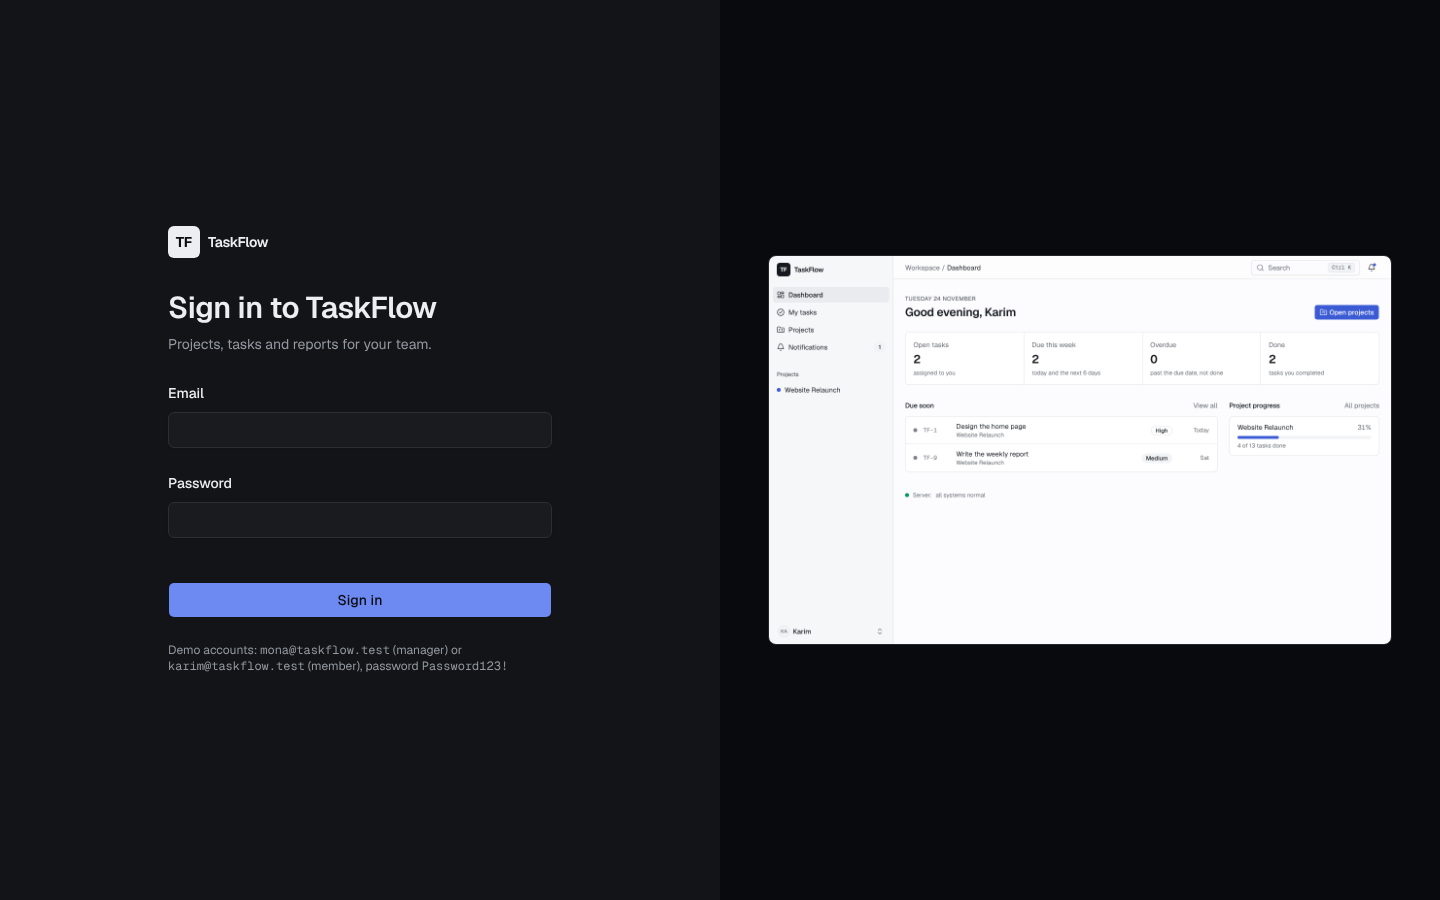 TF TaskFlow
Sign in to TaskFlow
Projects, tasks and reports for your team.
Email
Password
Sign in
Demo accounts: mona@taskflow.test (manager) or
karim@taskflow.test (member), password Password123!
TF TaskFlow
Dashboard
My tasks
Projects
Notifications 1
Projects
Website Relaunch
KA Karim
Workspace / Dashboard
Search Ctrl K
TUESDAY 24 NOVEMBER
Good evening, Karim
Open projects
Open tasks
2
assigned to you
Due this week
2
today and the next 6 days
Overdue
0
past the due date, not done
Done
2
tasks you completed
Due soon View all
TF-1 Design the home page High Today
Website Relaunch
TF-9 Write the weekly report Medium Sat
Website Relaunch
Project progress All projects
Website Relaunch 31%
4 of 13 tasks done
Server: all systems normal